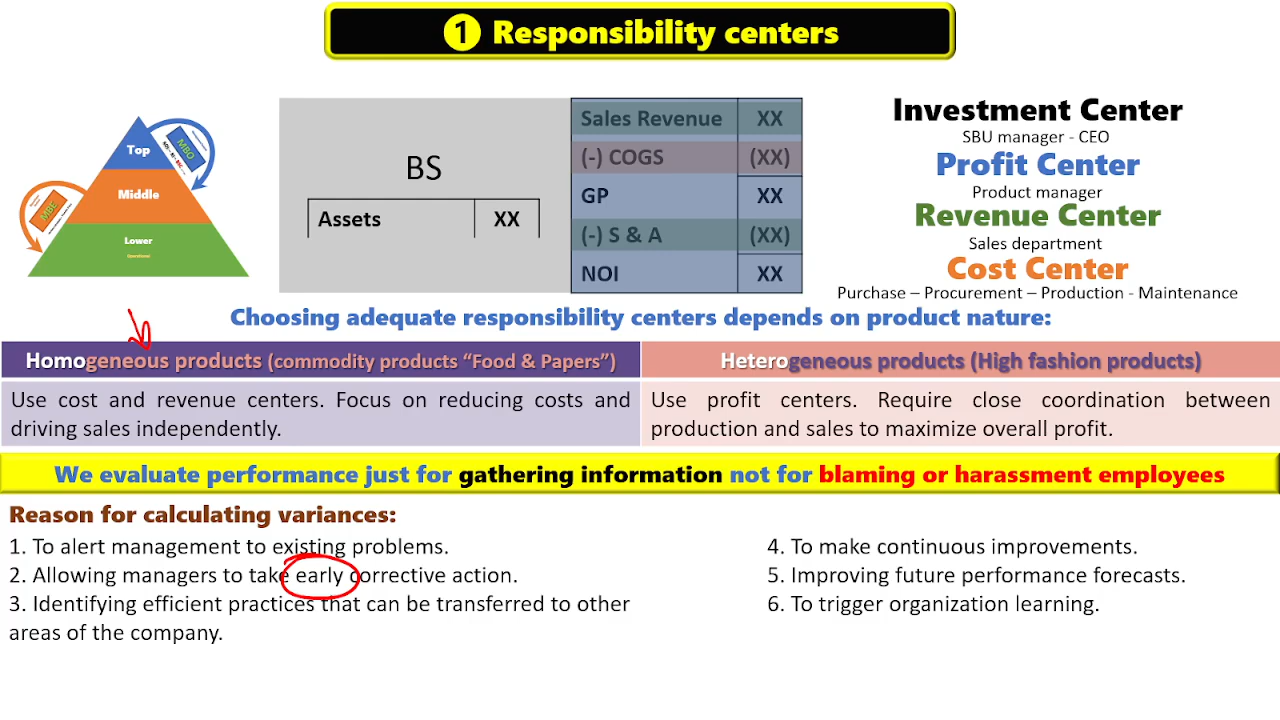 1 Responsibility centers
Top
MBO
Middle
MBE
Lower
Operational
BS
Assets XX
Sales Revenue XX
(-) COGS (XX)
GP XX
(-) S & A (XX)
NOI XX
Investment Center
SBU manager - CEO
Profit Center
Product manager
Revenue Center
Sales department
Cost Center
Purchase – Procurement – Production - Maintenance
Choosing adequate responsibility centers depends on product nature:
Homogeneous products (commodity products “Food & Papers”)
Use cost and revenue centers. Focus on reducing costs and
driving sales independently.
Heterogeneous products (High fashion products)
Use profit centers. Require close coordination between
production and sales to maximize overall profit.
We evaluate performance just for gathering information not for blaming or harassment employees
Reason for calculating variances:
1. To alert management to existing problems.
2. Allowing managers to take early corrective action.
3. Identifying efficient practices that can be transferred to other
areas of the company.
4. To make continuous improvements.
5. Improving future performance forecasts.
6. To trigger organization learning.